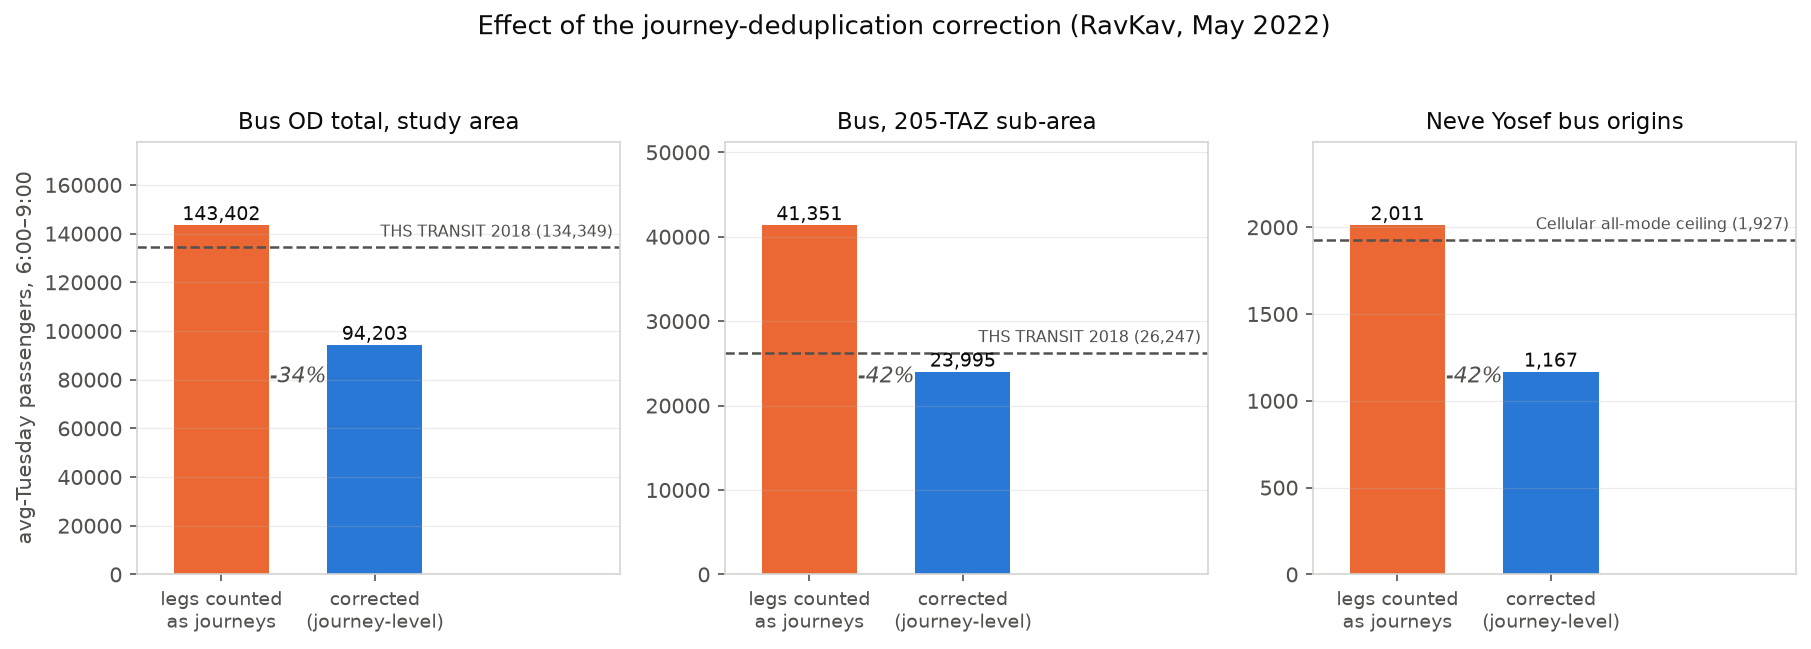 Effect of the journey-deduplication correction (RavKav, May 2022)
Bus OD total, study area
avg-Tuesday passengers, 6:00–9:00
160000
140000
120000
100000
80000
60000
40000
20000
0
143,402
THS TRANSIT 2018 (134,349)
94,203
-34%
legs counted
as journeys
corrected
(journey-level)
Bus, 205-TAZ sub-area
50000
40000
30000
20000
10000
0
41,351
THS TRANSIT 2018 (26,247)
23,995
-42%
legs counted
as journeys
corrected
(journey-level)
Neve Yosef bus origins
2000
1500
1000
500
0
2,011
Cellular all-mode ceiling (1,927)
1,167
-42%
legs counted
as journeys
corrected
(journey-level)